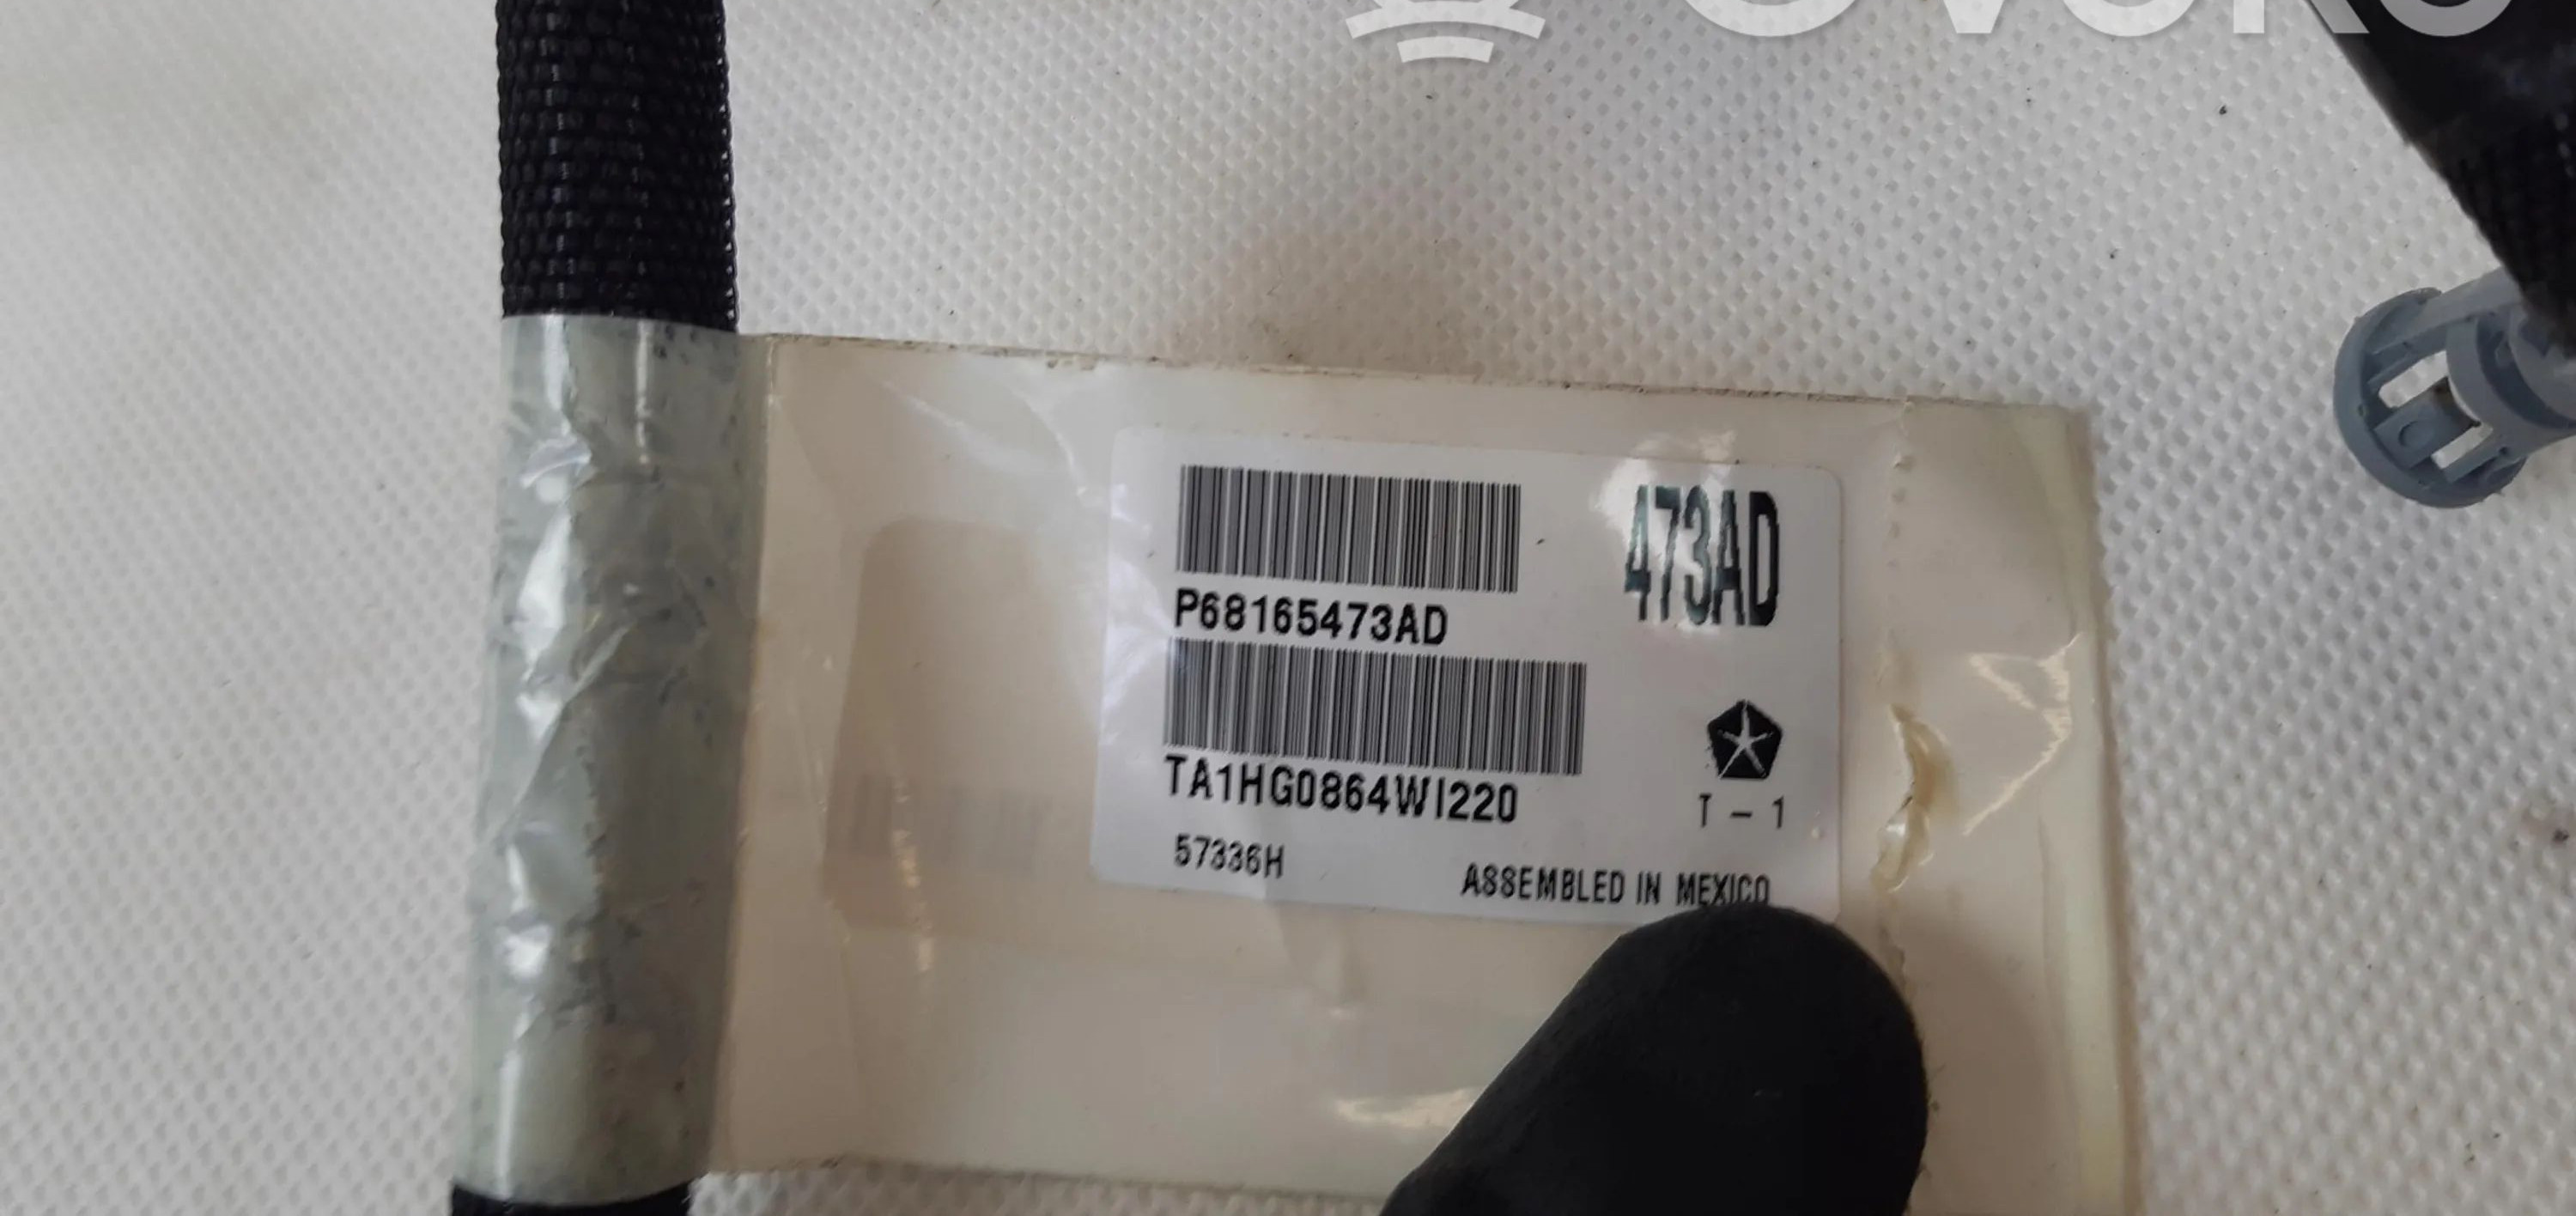 473AD
P68165473AD
TA1HG0864WI220
T - 1
57336H
ASSEMBLED IN MEXICO